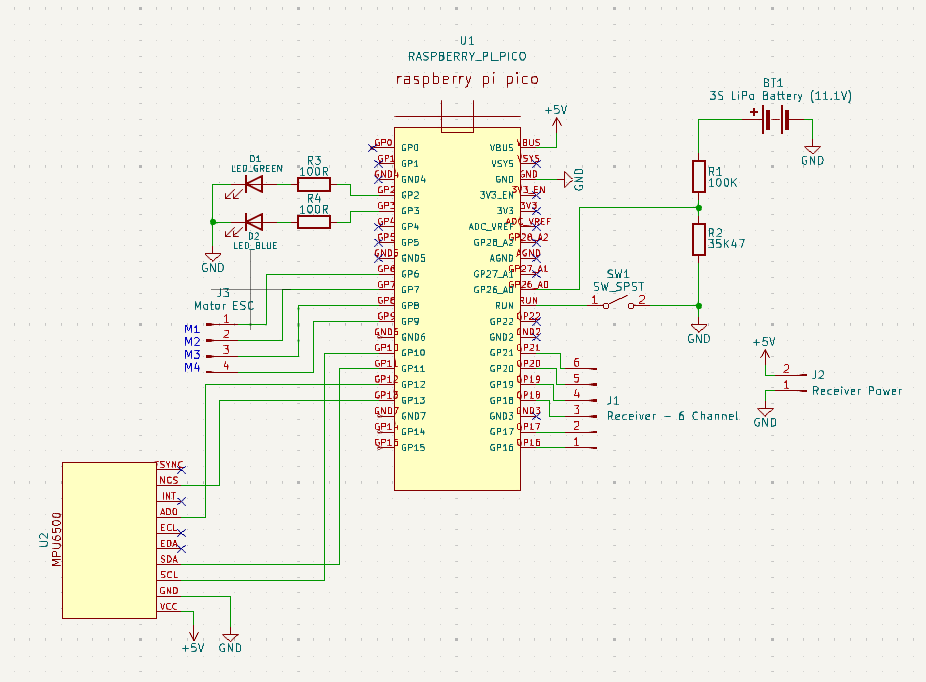 U1
RASPBERRY_PI_PICO
raspberry pi pico
BT1
3S LiPo Battery (11.1V)
+
GND
+5V
R1
100K
R2
35K47
GND
D1
LED_GREEN
R3
100R
R4
100R
D2
LED_BLUE
GND
GP0 GP0 VBUS VBUS
GP1 GP1 VSYS VSYS
GND4 GND4 GND GND GND
GP2 GP2 3V3_EN 3V3_EN
GP3 GP3 3V3 3V3
GP4 GP4 ADC_VREF ADC_VREF
GP5 GP5 GP28_A2 GP28_A2
GND5 GND5 AGND AGND
GP6 GP6 GP27_A1 GP27_A1
GP7 GP7 GP26_A0 GP26_A0
GP8 GP8 RUN RUN
GP9 GP9 GP22 GP22
GND6 GND6 GND2 GND2
GP10 GP10 GP21 GP21
GP11 GP11 GP20 GP20
GP12 GP12 GP19 GP19
GP13 GP13 GP18 GP18
GND7 GND7 GND3 GND3
GP14 GP14 GP17 GP17
GP15 GP15 GP16 GP16
SW1
SW_SPST
1 2
J3
Motor ESC
M1 1
M2 2
M3 3
M4 4
6
5
4
3
2
1
J1
Receiver - 6 Channel
+5V
2 J2
1 Receiver Power
GND
U2
MPU6500
FSYNC
NCS
INT
AD0
ECL
EDA
SDA
SCL
GND
VCC
+5V
GND